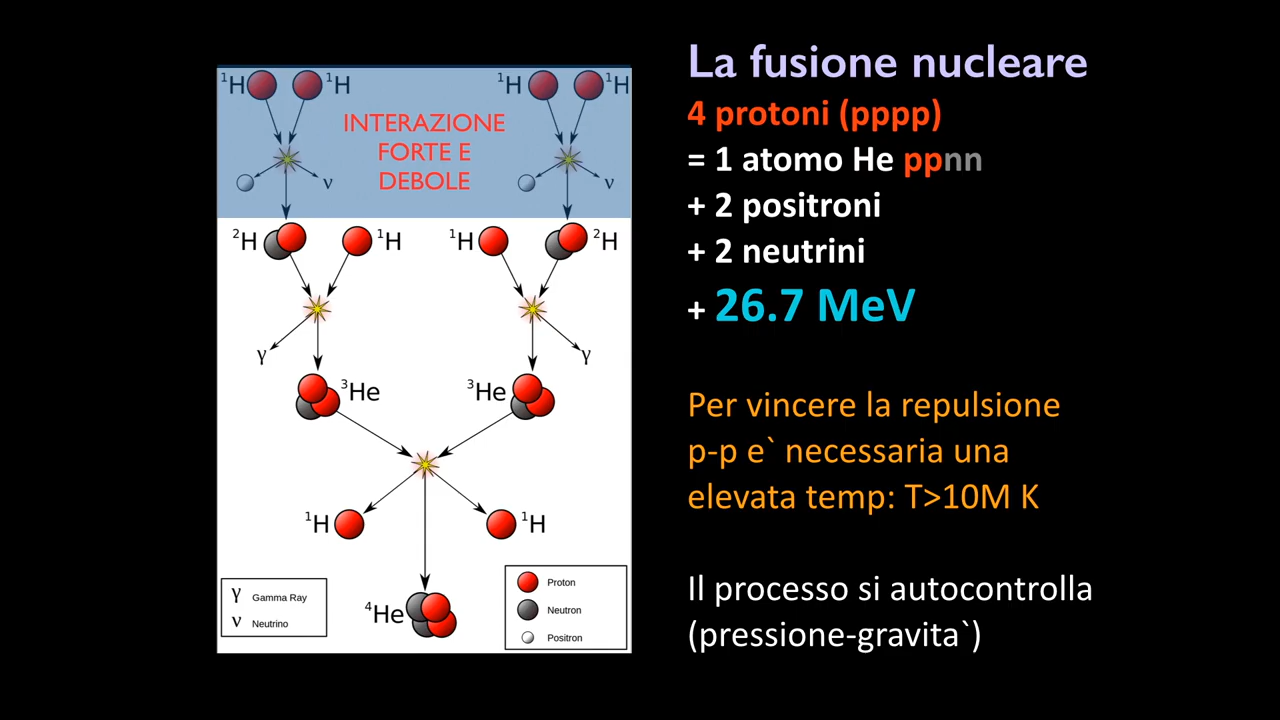 La fusione nucleare
4 protoni (pppp)
= 1 atomo He ppnn
+ 2 positroni
+ 2 neutrini
+ 26.7 MeV
Per vincere la repulsione
p-p e` necessaria una
elevata temp: T>10M K
Il processo si autocontrolla
(pressione-gravita`)
¹H ¹H ¹H ¹H
INTERAZIONE
FORTE E
DEBOLE
ν ν
²H ¹H ¹H ²H
γ γ
³He ³He
¹H ¹H
⁴He
γ Gamma Ray
ν Neutrino
Proton
Neutron
Positron